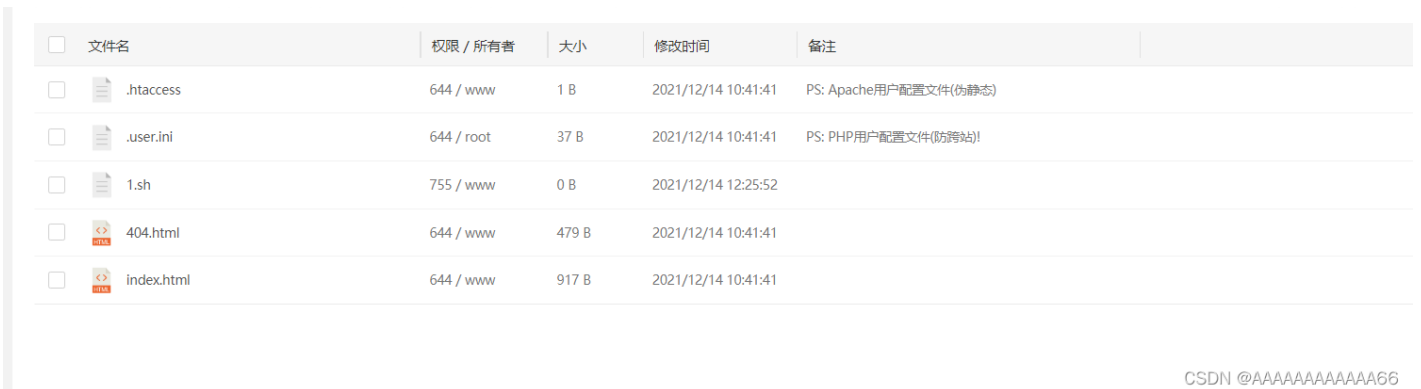 文件名 权限 / 所有者 大小 修改时间 备注
.htaccess 644 / www 1 B 2021/12/14 10:41:41 PS: Apache用户配置文件(伪静态)
.user.ini 644 / root 37 B 2021/12/14 10:41:41 PS: PHP用户配置文件(防跨站)!
1.sh 755 / www 0 B 2021/12/14 12:25:52
HTML 404.html 644 / www 479 B 2021/12/14 10:41:41
HTML index.html 644 / www 917 B 2021/12/14 10:41:41
CSDN @AAAAAAAAAAAAA66